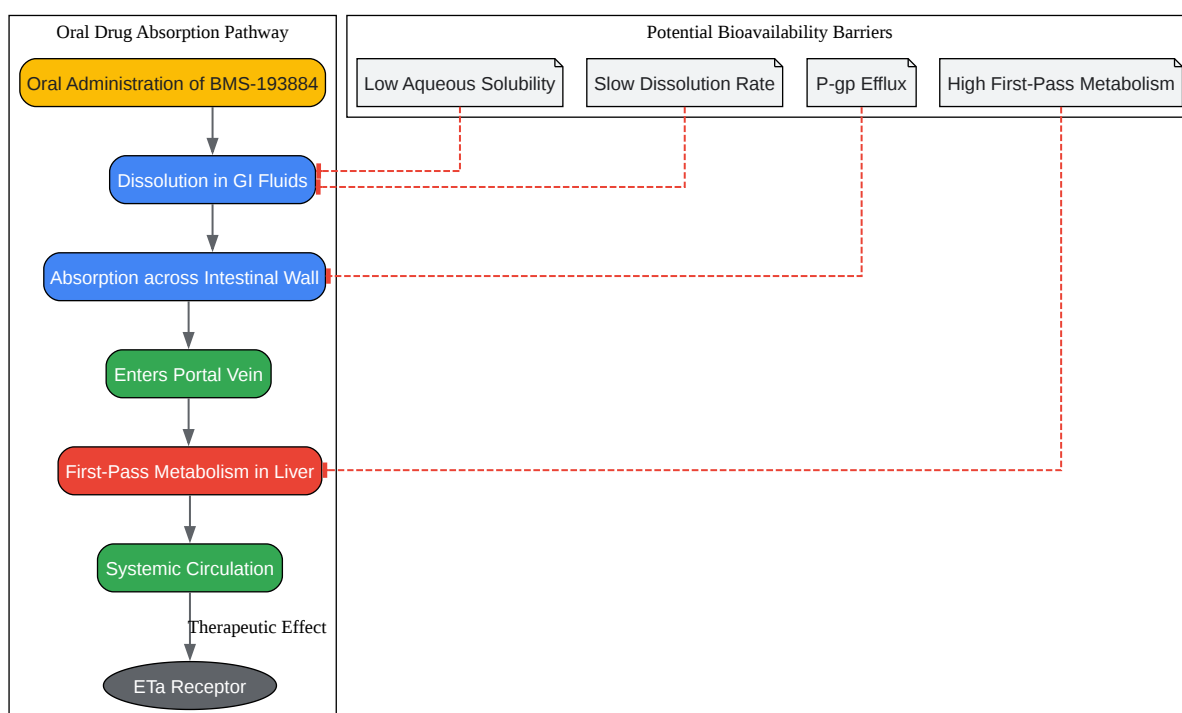 Oral Drug Absorption Pathway
Oral Administration of BMS-193884
Dissolution in GI Fluids
Absorption across Intestinal Wall
Enters Portal Vein
First-Pass Metabolism in Liver
Systemic Circulation
Therapeutic Effect
ETa Receptor
Potential Bioavailability Barriers
Low Aqueous Solubility
Slow Dissolution Rate
P-gp Efflux
High First-Pass Metabolism